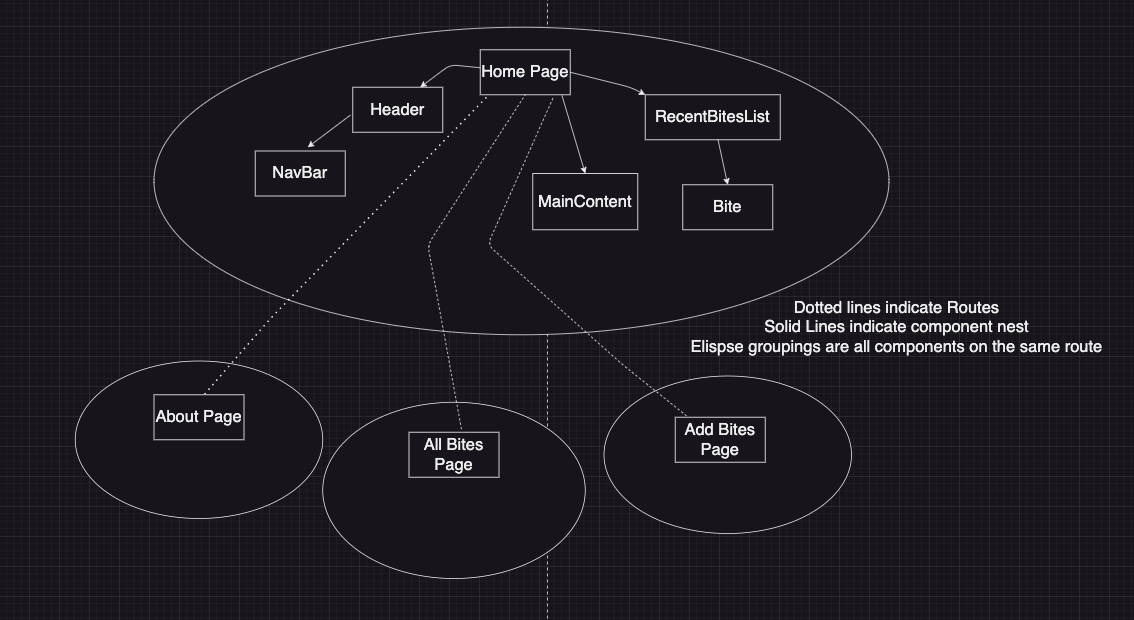 Home Page
Header
RecentBitesList
NavBar
MainContent
Bite
Dotted lines indicate Routes
Solid Lines indicate component nest
Elispse groupings are all components on the same route
About Page
All Bites
Page
Add Bites
Page